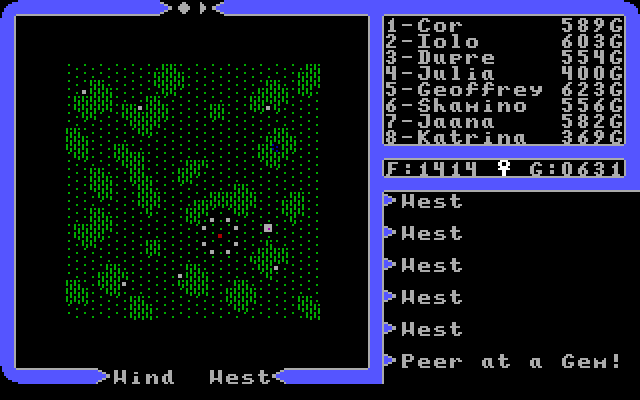 1-Cor 589G
2-Iolo 603G
3-Dupre 554G
4-Julia 400G
5-Geoffrey 623G
6-Shamino 556G
7-Jaana 582G
8-Katrina 369G
F:1414 G:0631
West
West
West
West
West
Peer at a Gem!
Wind West